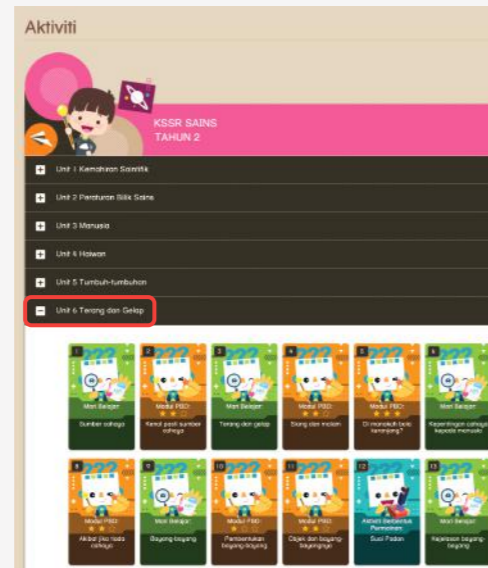 Aktiviti
KSSR SAINS
TAHUN 2
Unit 1 Kemahiran Saintifik
Unit 2 Peraturan Bilik Sains
Unit 3 Manusia
Unit 4 Haiwan
Unit 5 Tumbuh-tumbuhan
Unit 6 Terang dan Gelap
1
Mari Belajar:
Sumber cahaya
2
Modul PBD:
Kenal pasti sumber
cahaya
3
Mari Belajar:
Terang dan gelap
4
Modul PBD:
Siang dan malam
5
Modul PBD:
Di manakah bola
keranjang?
6
Mari Belajar:
Kepentingan cahaya
kepada manusia
8
Modul PBD:
Akibat jika tiada
cahaya
9
Mari Belajar:
Bayang-bayang
10
Modul PBD:
Pembentukan
bayang-bayang
11
Modul PBD:
Objek dan bayang-
bayangnya
12
Aktiviti Berbentuk
Permainan:
Suai Padan
13
Mari Belajar:
Kejelasan bayang-
bayang